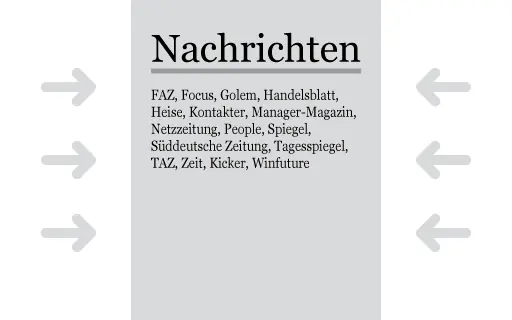 Nachrichten
FAZ, Focus, Golem, Handelsblatt,
Heise, Kontakter, Manager-Magazin,
Netzzeitung, People, Spiegel,
Süddeutsche Zeitung, Tagesspiegel,
TAZ, Zeit, Kicker, Winfuture